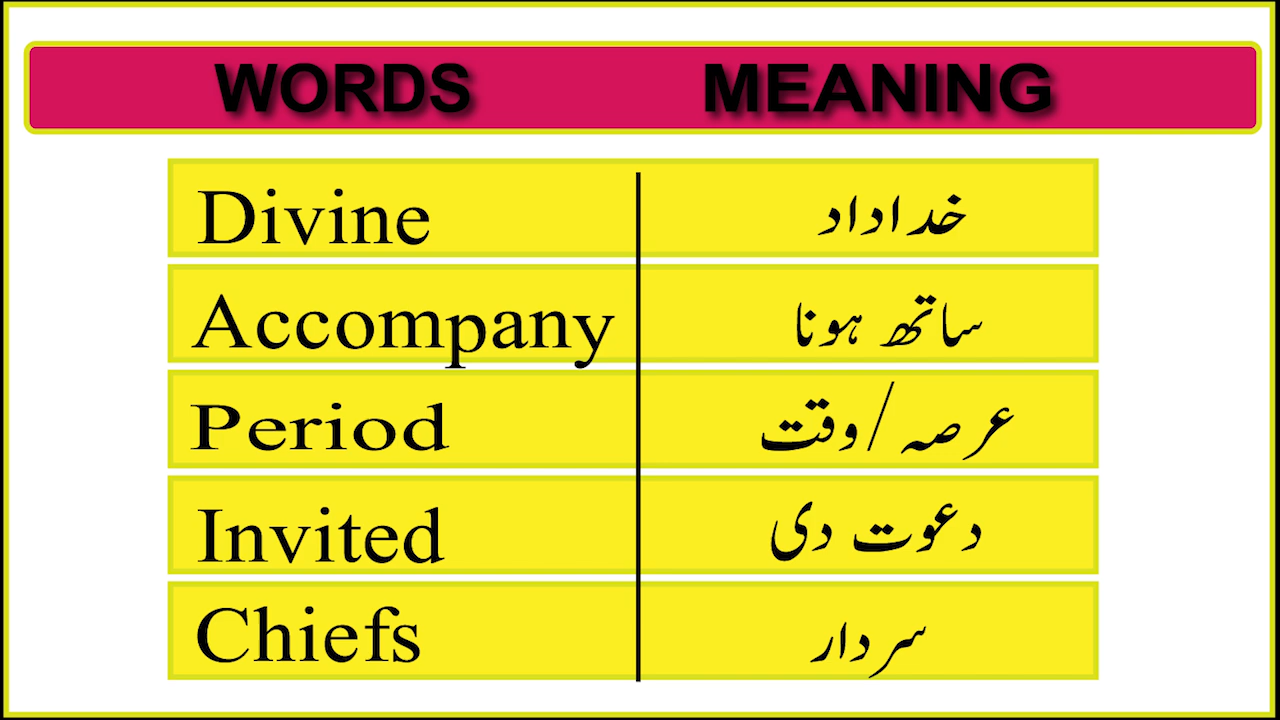 WORDS MEANING
Divine خداداد
Accompany ساتھ ہونا
Period عرصہ /وقت
Invited دعوت دی
Chiefs سردار